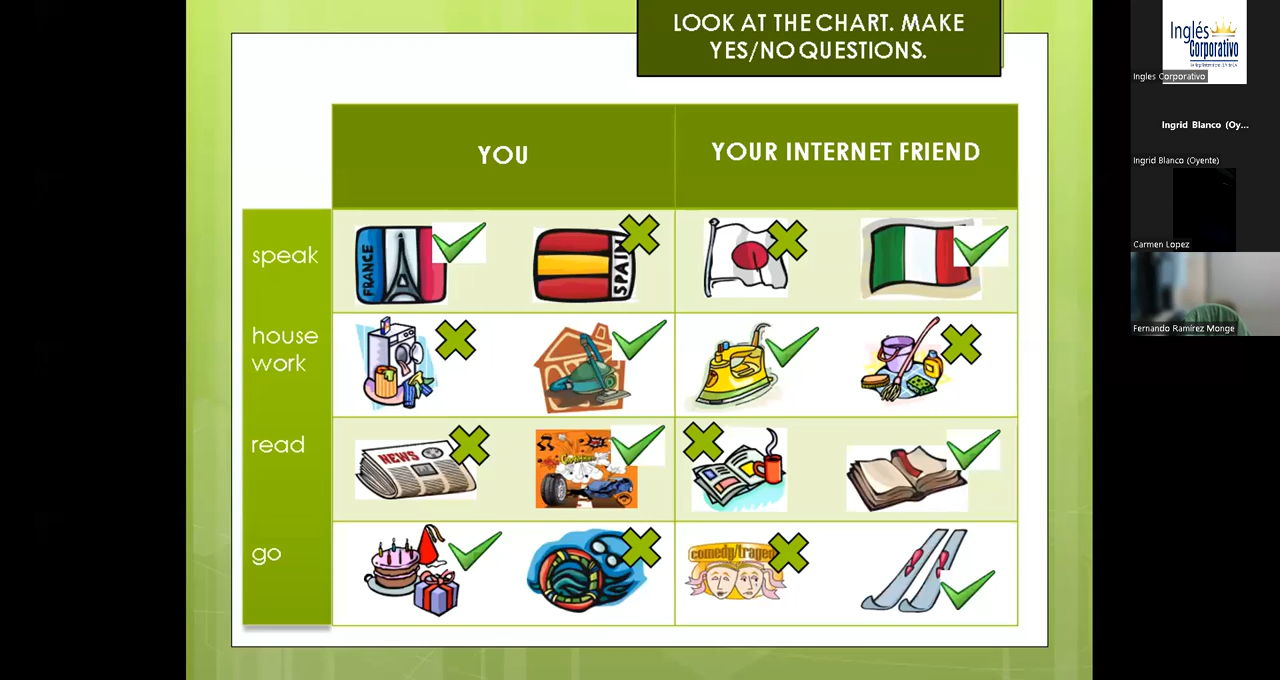 LOOK AT THE CHART. MAKE
YES/NO QUESTIONS.
YOU
YOUR INTERNET FRIEND
speak
FRANCE
SPAIN
house
work
read
NEWS
go
comedy/traged
Inglés
Corporativo
Ingles Corporativo
Ingrid Blanco (Oy...
Ingrid Blanco (Oyente)
Carmen Lopez
Fernando Ramírez Monge